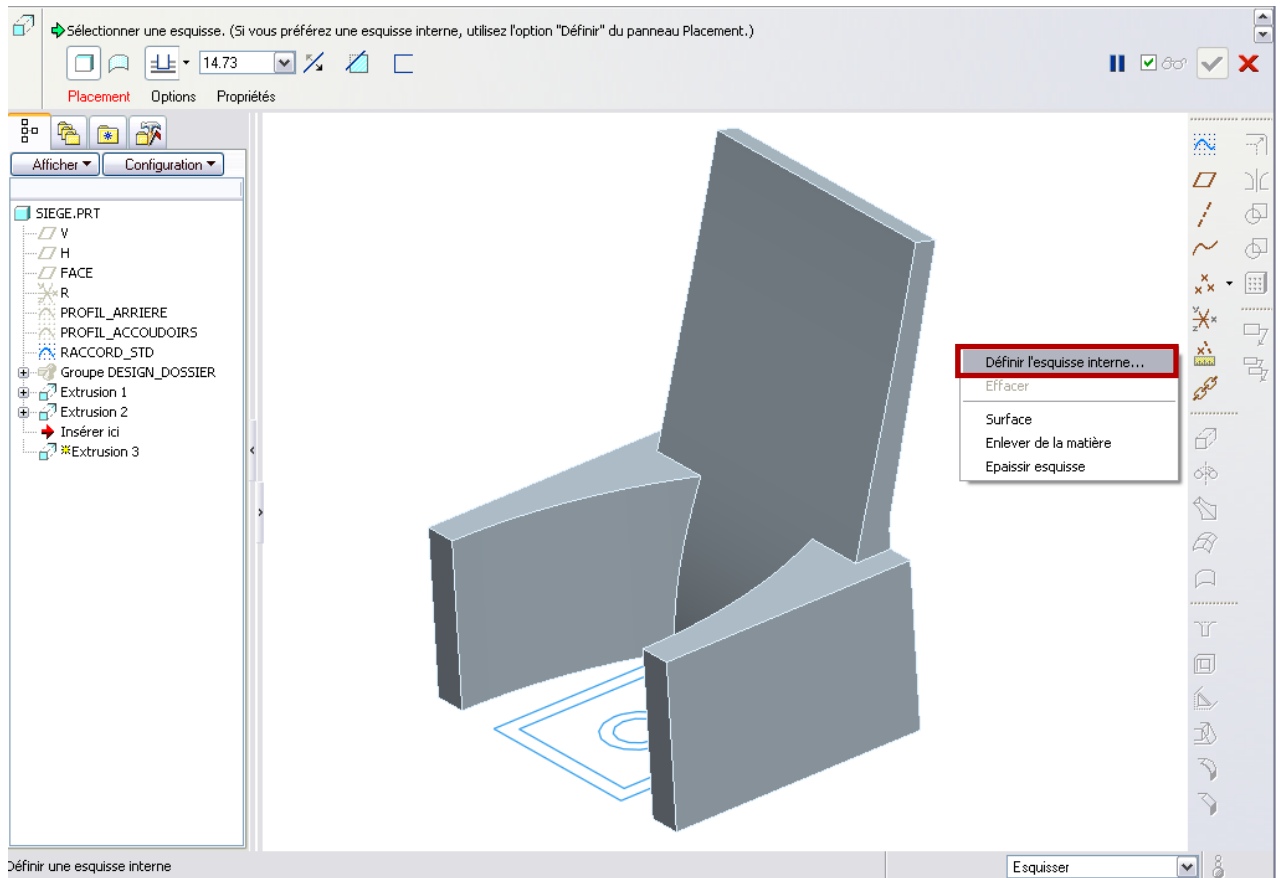 Sélectionner une esquisse. (Si vous préférez une esquisse interne, utilisez l'option "Définir" du panneau Placement.)
14.73
Placement Options Propriétés
Afficher Configuration
SIEGE.PRT
V
H
FACE
R
PROFIL_ARRIERE
PROFIL_ACCOUDOIRS
RACCORD_STD
Groupe DESIGN_DOSSIER
Extrusion 1
Extrusion 2
Insérer ici
Extrusion 3
Définir l'esquisse interne...
Effacer
Surface
Enlever de la matière
Epaissir esquisse
Définir une esquisse interne
Esquisser